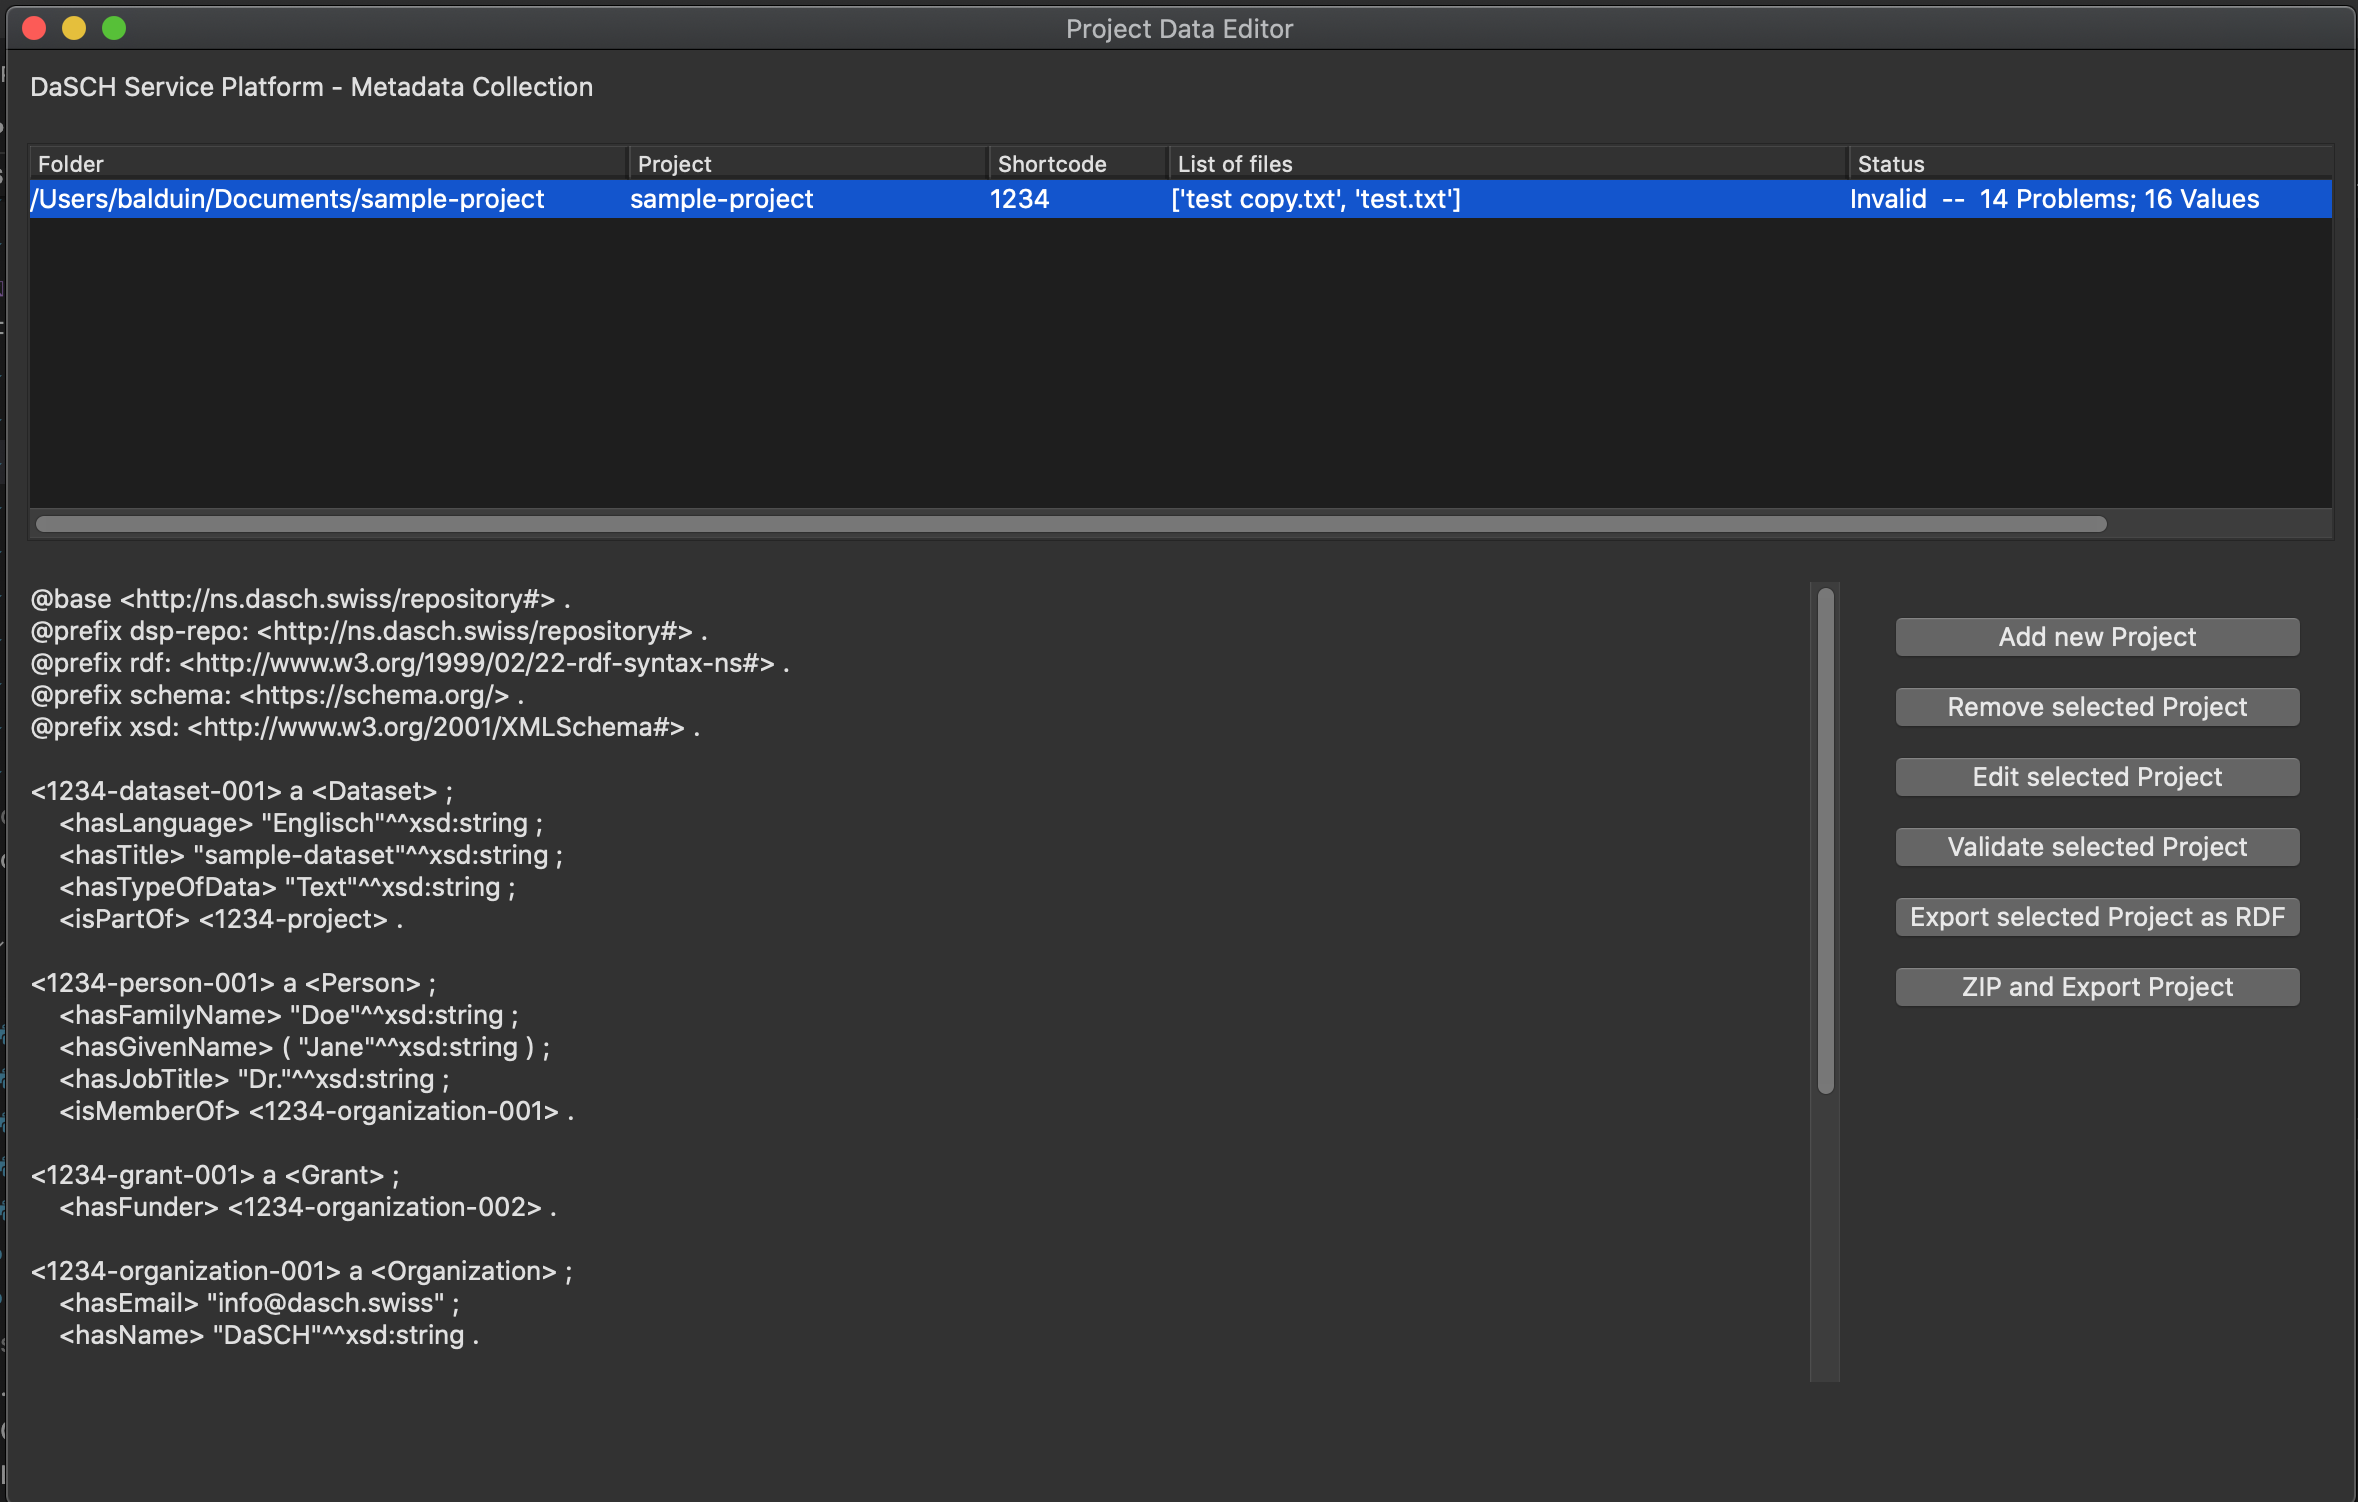 Project Data Editor
DaSCH Service Platform - Metadata Collection
Folder Project Shortcode List of files Status
/Users/balduin/Documents/sample-project sample-project 1234 ['test copy.txt', 'test.txt'] Invalid -- 14 Problems; 16 Values
@base <http://ns.dasch.swiss/repository#> .
@prefix dsp-repo: <http://ns.dasch.swiss/repository#> .
@prefix rdf: <http://www.w3.org/1999/02/22-rdf-syntax-ns#> .
@prefix schema: <https://schema.org/> .
@prefix xsd: <http://www.w3.org/2001/XMLSchema#> .
<1234-dataset-001> a <Dataset> ;
<hasLanguage> "Englisch"^^xsd:string ;
<hasTitle> "sample-dataset"^^xsd:string ;
<hasTypeOfData> "Text"^^xsd:string ;
<isPartOf> <1234-project> .
<1234-person-001> a <Person> ;
<hasFamilyName> "Doe"^^xsd:string ;
<hasGivenName> ( "Jane"^^xsd:string ) ;
<hasJobTitle> "Dr."^^xsd:string ;
<isMemberOf> <1234-organization-001> .
<1234-grant-001> a <Grant> ;
<hasFunder> <1234-organization-002> .
<1234-organization-001> a <Organization> ;
<hasEmail> "info@dasch.swiss" ;
<hasName> "DaSCH"^^xsd:string .
Add new Project
Remove selected Project
Edit selected Project
Validate selected Project
Export selected Project as RDF
ZIP and Export Project